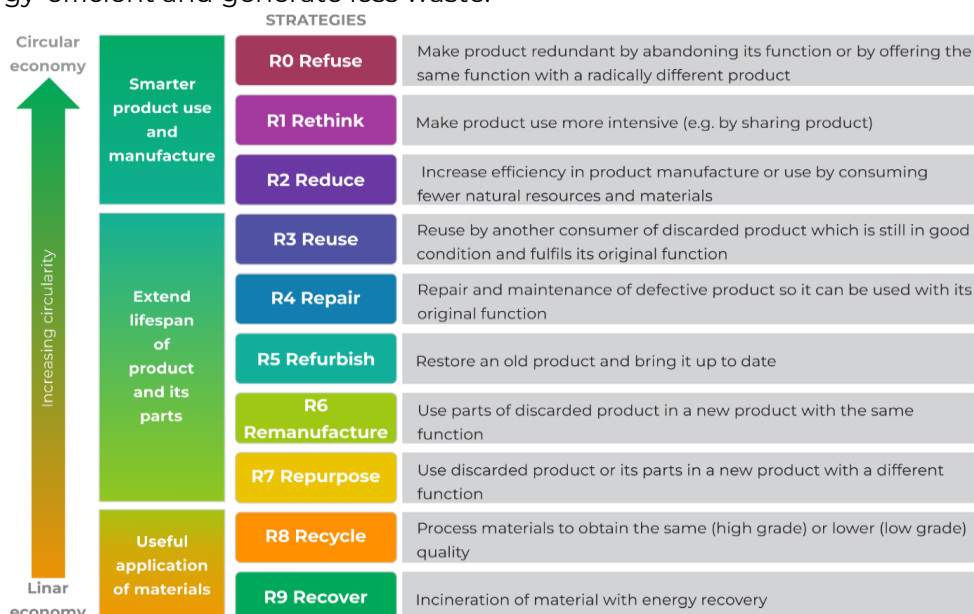 gy-efficient and generate less waste.
STRATEGIES
Circular
economy
Increasing circularity
Linar
economy
Smarter
product use
and
manufacture
R0 Refuse
Make product redundant by abandoning its function or by offering the
same function with a radically different product
R1 Rethink
Make product use more intensive (e.g. by sharing product)
R2 Reduce
Increase efficiency in product manufacture or use by consuming
fewer natural resources and materials
Extend
lifespan
of
product
and its
parts
R3 Reuse
Reuse by another consumer of discarded product which is still in good
condition and fulfils its original function
R4 Repair
Repair and maintenance of defective product so it can be used with its
original function
R5 Refurbish
Restore an old product and bring it up to date
R6
Remanufacture
Use parts of discarded product in a new product with the same
function
R7 Repurpose
Use discarded product or its parts in a new product with a different
function
Useful
application
of materials
R8 Recycle
Process materials to obtain the same (high grade) or lower (low grade)
quality
R9 Recover
Incineration of material with energy recovery